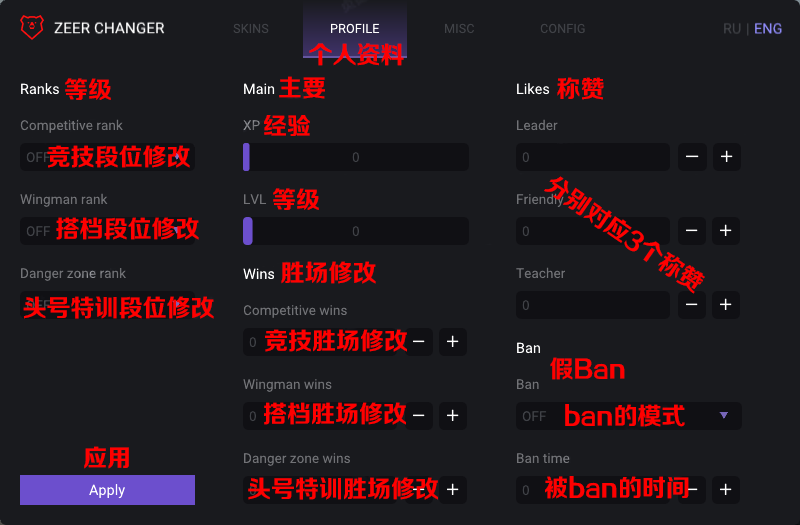 ZEER CHANGER
SKINS
PROFILE
MISC
CONFIG
RU | ENG
个人资料
Ranks 等级
Competitive rank
OFF 竞技段位修改
Wingman rank
OFF 搭档段位修改
Danger zone rank
头号特训段位修改
应用
Apply
Main 主要
XP 经验
0
LVL 等级
0
Wins 胜场修改
Competitive wins
0 竞技胜场修改 − +
Wingman wins
0 搭档胜场修改 − +
Danger zone wins
头号特训胜场修改 − +
Likes 称赞
Leader
0 − +
Friendly
0 − +
分别对应3个称赞
Teacher
0 − +
Ban
假Ban
Ban
OFF ban的模式
Ban time
0 被ban的时间 − +